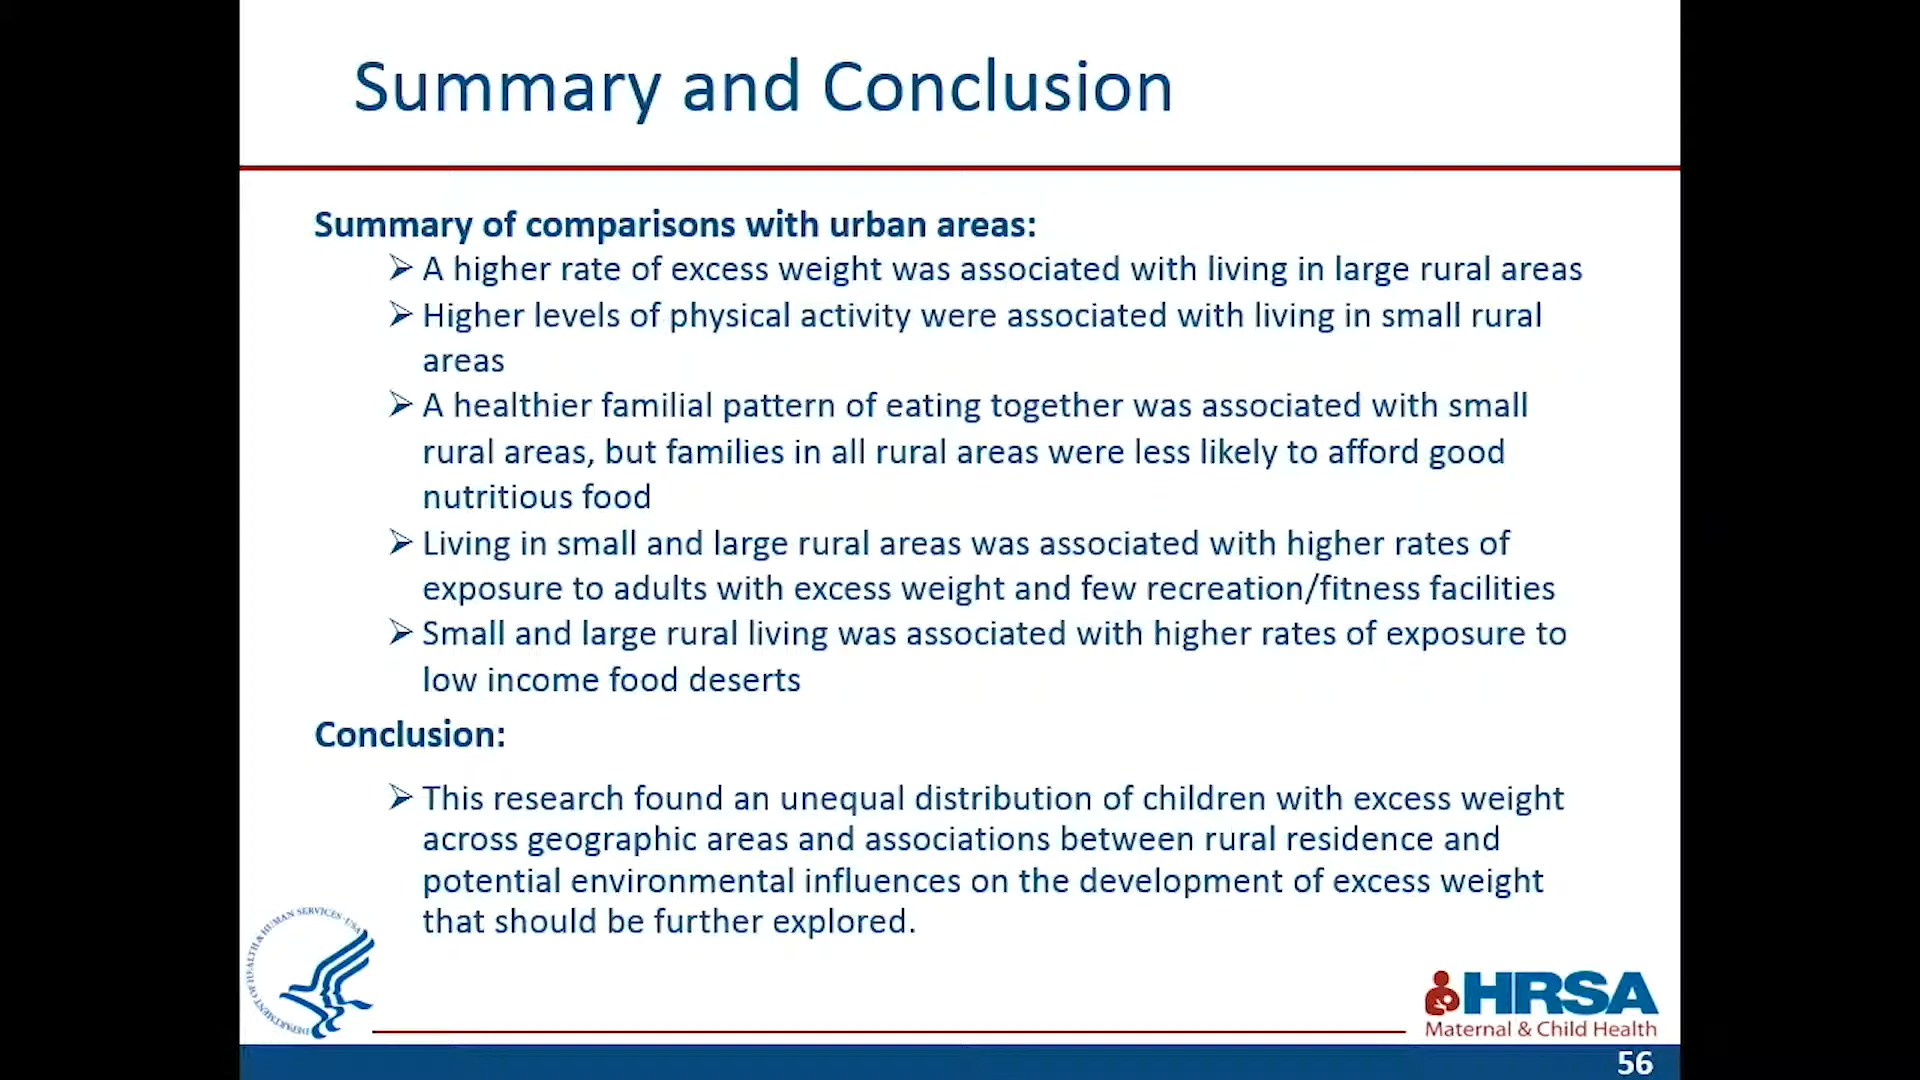 Summary and Conclusion
Summary of comparisons with urban areas:
➢ A higher rate of excess weight was associated with living in large rural areas
➢ Higher levels of physical activity were associated with living in small rural
areas
➢ A healthier familial pattern of eating together was associated with small
rural areas, but families in all rural areas were less likely to afford good
nutritious food
➢ Living in small and large rural areas was associated with higher rates of
exposure to adults with excess weight and few recreation/fitness facilities
➢ Small and large rural living was associated with higher rates of exposure to
low income food deserts
Conclusion:
➢ This research found an unequal distribution of children with excess weight
across geographic areas and associations between rural residence and
potential environmental influences on the development of excess weight
that should be further explored.
DEPARTMENT OF HEALTH & HUMAN SERVICES · USA
HRSA
Maternal & Child Health
56